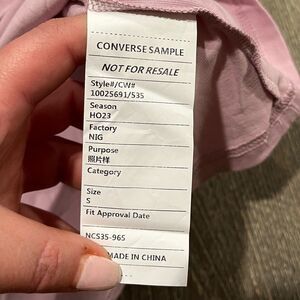 CONVERSE SAMPLE
NOT FOR RESALE
Style#/CW#
10025691/535
Season
HO23
Factory
NIG
Purpose
照片样
Category
Size
S
Fit Approval Date
NCS35-965
MADE IN CHINA